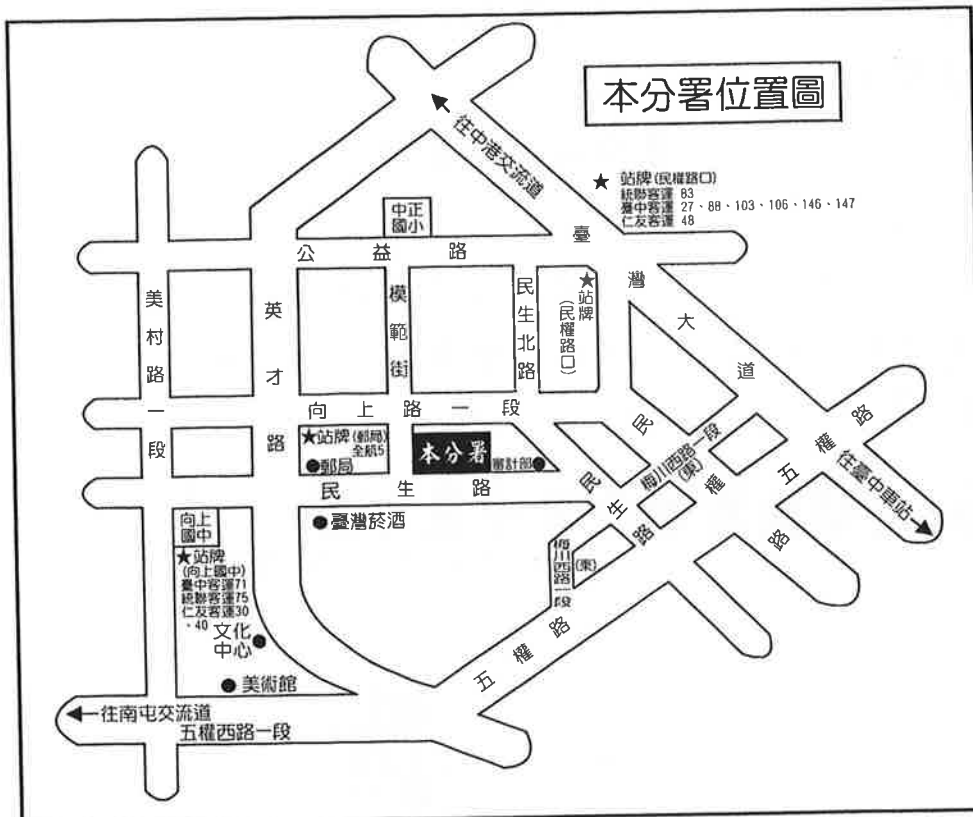 本分署位置圖
往中港交流道
★ 站牌(民權路口)
統聯客運 83
臺中客運 27、88、103、106、146、147
仁友客運 48
中正
國小
公益路
臺灣大道
美村路一段
英才路
模範街
民生北路
★站牌
(民權路口)
向上路一段
★站牌(郵局)
全航5
●郵局
本分署
審計部●
民生路
民權路
梅川西路一段
(東)
五權路
往臺中車站
民生路
向上
國中
●臺灣菸酒
★站牌
(向上國中)
臺中客運71
統聯客運75
仁友客運30
、40
文化
中心●
●美術館
梅川西路一段
(東)
五權路
←往南屯交流道
五權西路一段